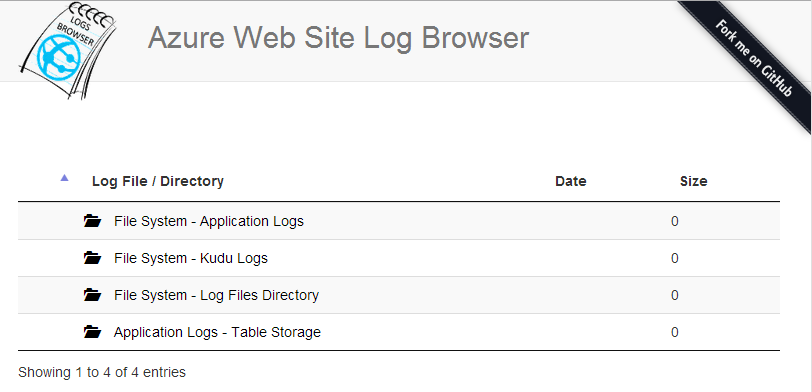 LOGS
BROWSER
Azure Web Site Log Browser
Fork me on GitHub
Log File / Directory Date Size
File System - Application Logs 0
File System - Kudu Logs 0
File System - Log Files Directory 0
Application Logs - Table Storage 0
Showing 1 to 4 of 4 entries